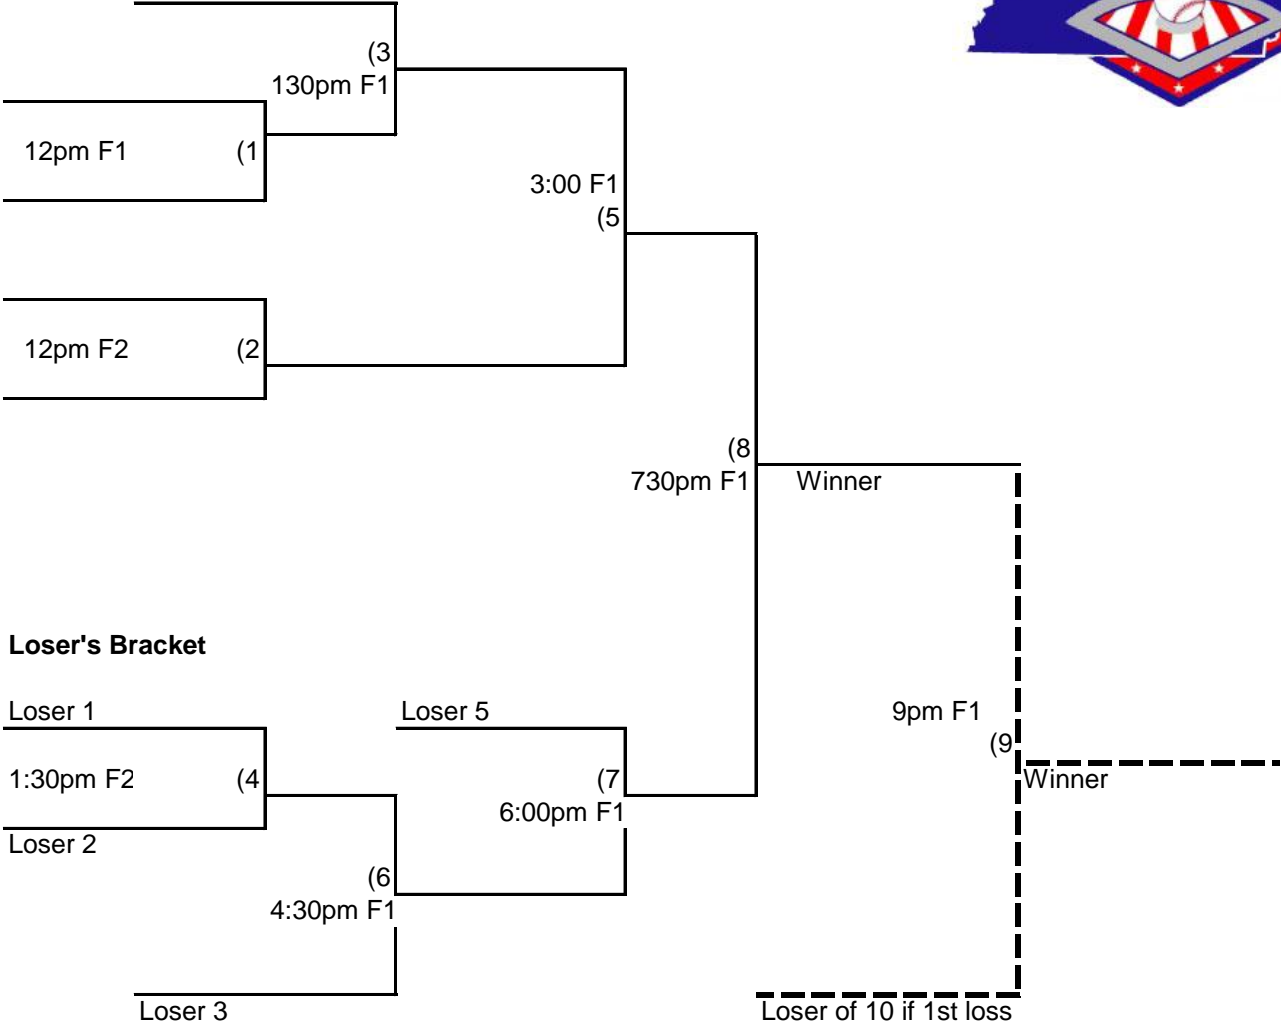 (3
130pm F1
12pm F1 (1
3:00 F1
(5
12pm F2 (2
(8
730pm F1 Winner
Loser's Bracket
Loser 1 Loser 5
9pm F1
(9
1:30pm F2 (4 (7
Winner
6:00pm F1
Loser 2
(6
4:30pm F1
Loser 3 Loser of 10 if 1st loss